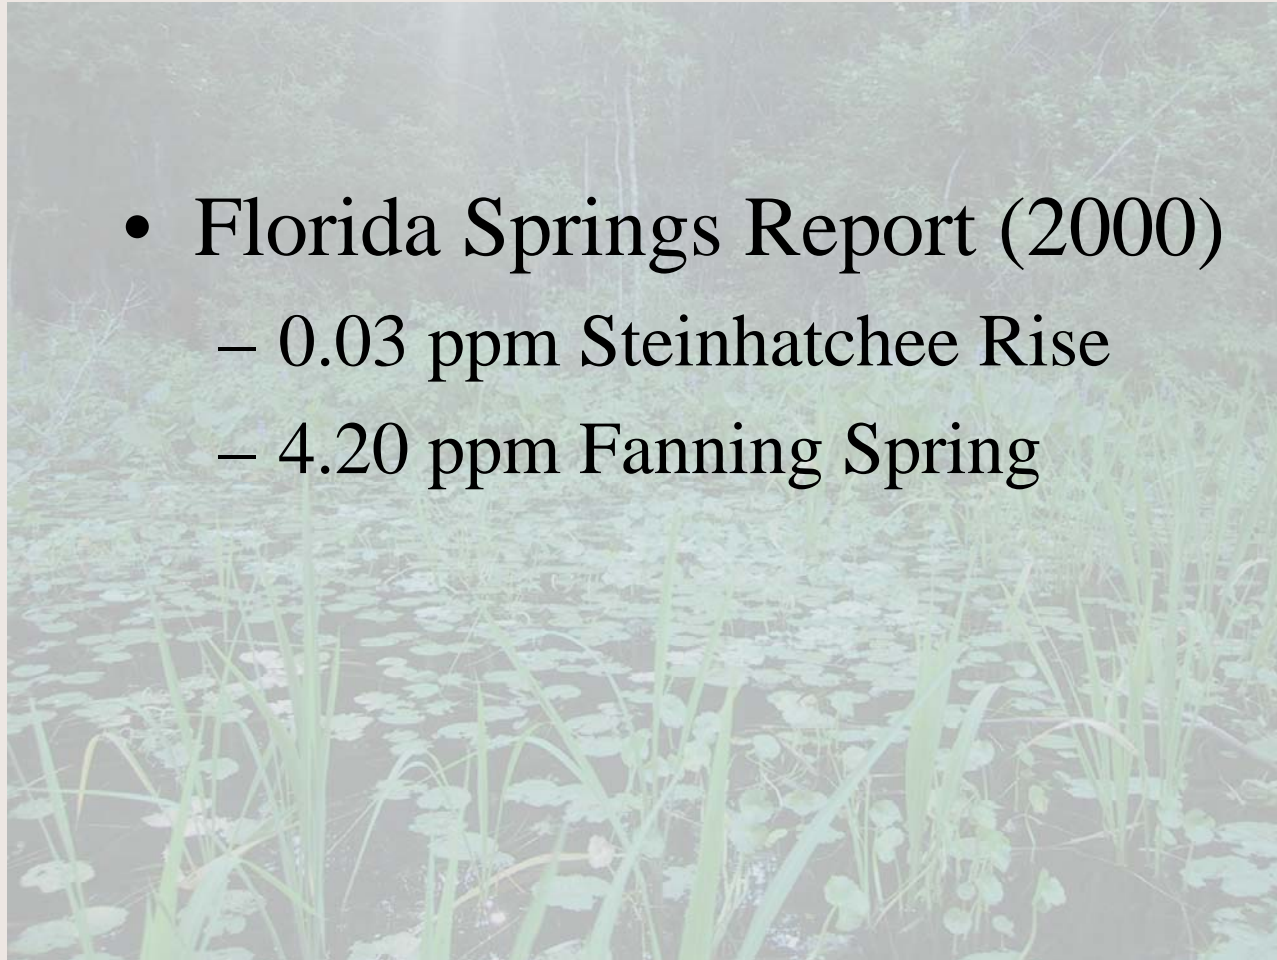 • Florida Springs Report (2000)
– 0.03 ppm Steinhatchee Rise
– 4.20 ppm Fanning Spring